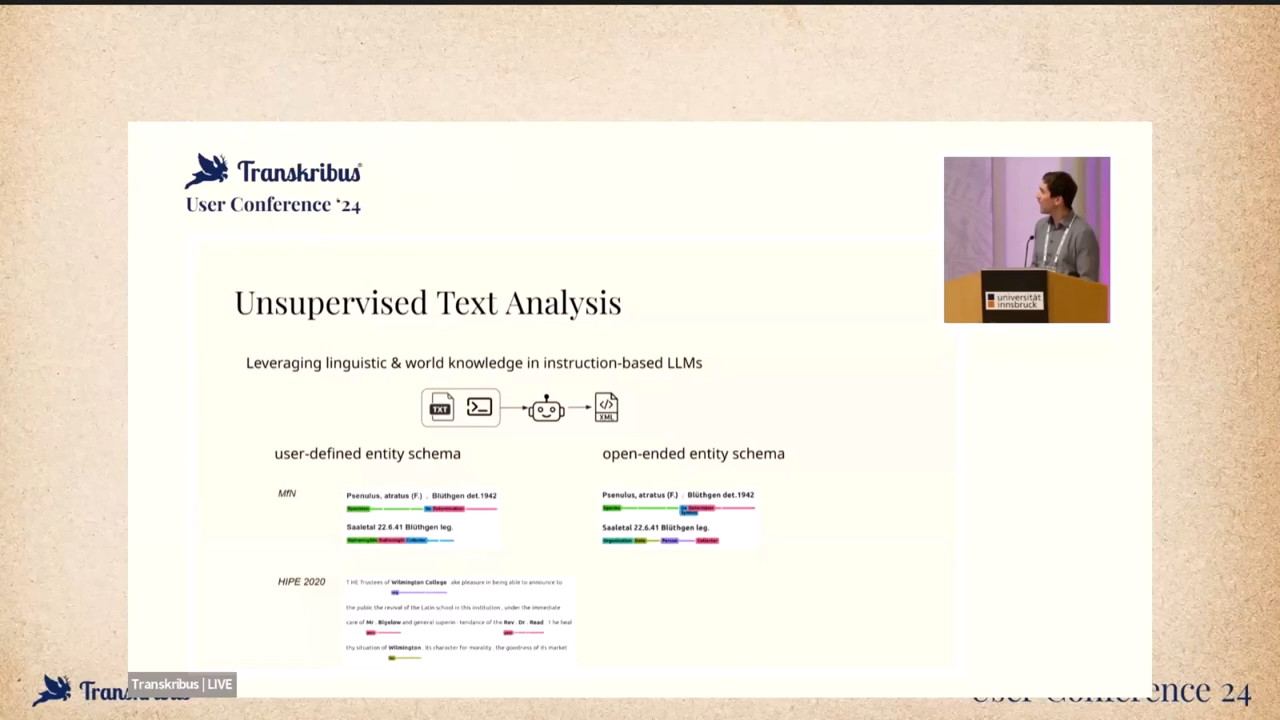 Transkribus
User Conference ‘24
universität
innsbruck
Unsupervised Text Analysis
Leveraging linguistic & world knowledge in instruction-based LLMs
TXT
XML
user-defined entity schema
open-ended entity schema
MfN
Psenulus, atratus (F.) . Blüthgen det.1942
Saaletal 22.6.41 Blüthgen leg.
Psenulus, atratus (F.) . Blüthgen det.1942
Saaletal 22.6.41 Blüthgen leg.
Organisation Date Person Collector
HIPE 2020
T HE Trustees of Wilmington College . ake pleasure in being able to announce to
the public the revival of the Latin school in this institution , under the immediate
care of Mr . Bigelow and general superin - tendance of the Rev . Dr . Read . T he heal
thy situation of Wilmington . its character for morality . the goodness of its market
Transkribus | LIVE
User Conference 24